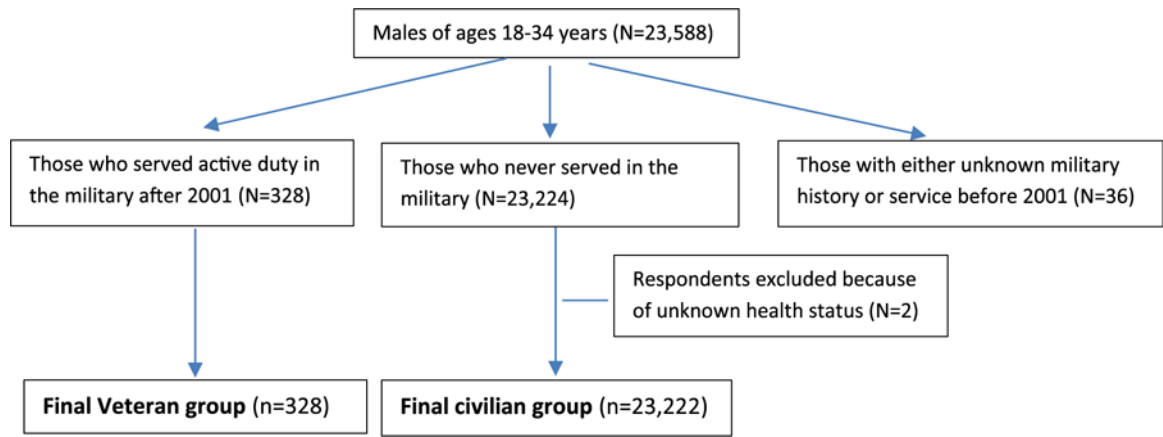 Males of ages 18-34 years (N=23,588)
Those who served active duty in
the military after 2001 (N=328)
Those who never served in the
military (N=23,224)
Those with either unknown military
history or service before 2001 (N=36)
Respondents excluded because
of unknown health status (N=2)
Final Veteran group (n=328)
Final civilian group (n=23,222)